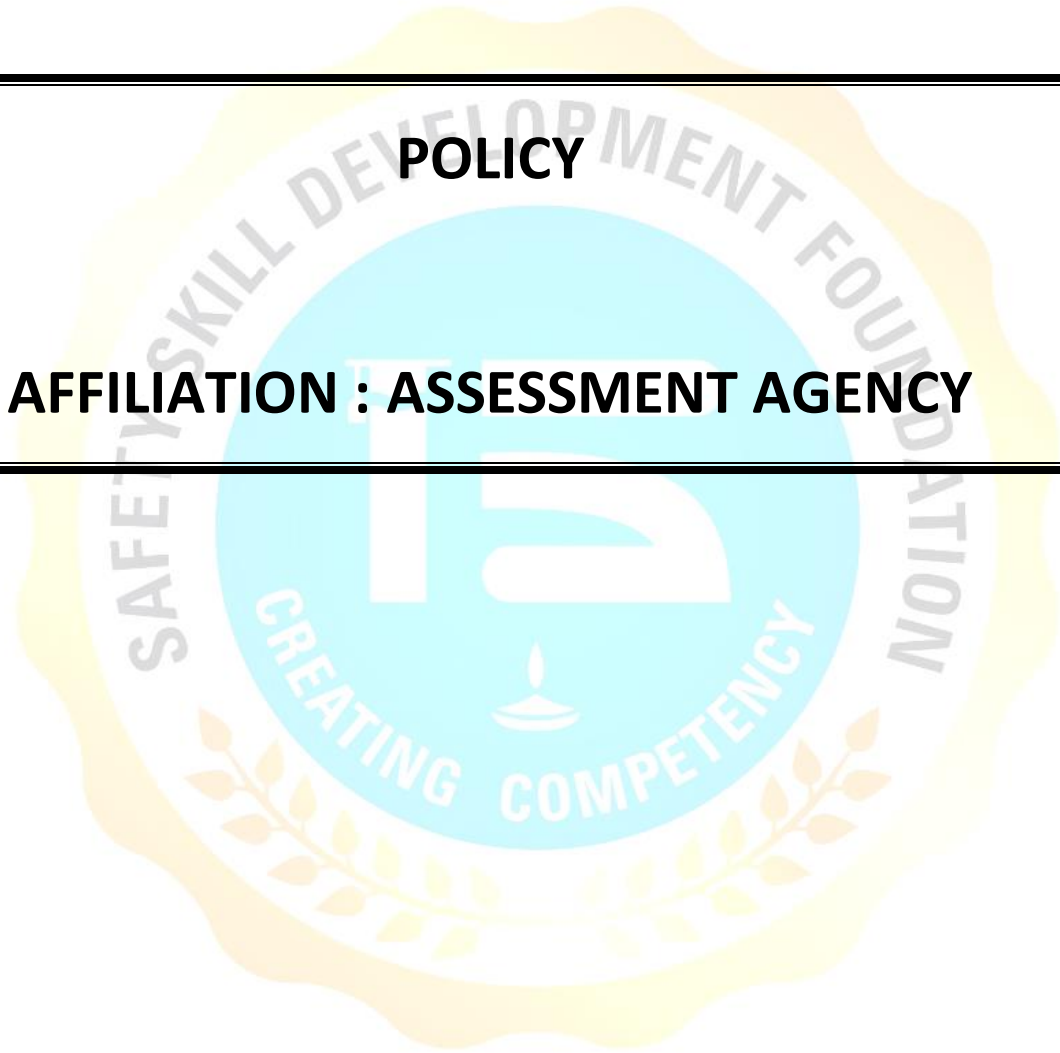 POLICY
AFFILIATION : ASSESSMENT AGENCY
SAFETY SKILL DEVELOPMENT FOUNDATION
CREATING COMPETENCY